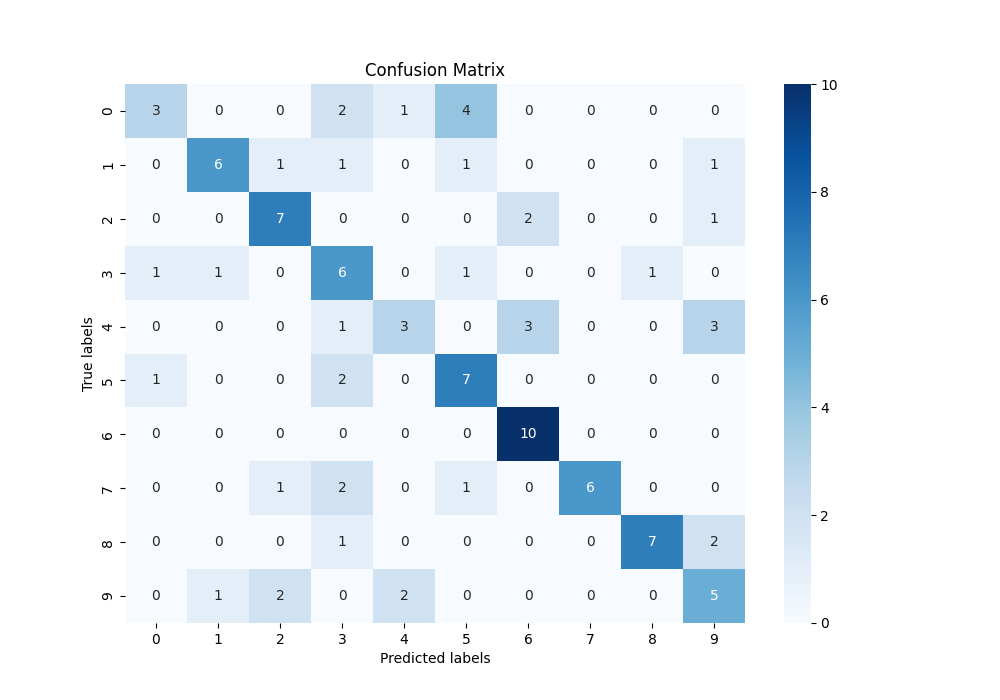 Confusion Matrix
0 3 0 0 2 1 4 0 0 0 0
1 0 6 1 1 0 1 0 0 0 1
2 0 0 7 0 0 0 2 0 0 1
3 1 1 0 6 0 1 0 0 1 0
4 0 0 0 1 3 0 3 0 0 3
5 1 0 0 2 0 7 0 0 0 0
6 0 0 0 0 0 0 10 0 0 0
7 0 0 1 2 0 1 0 6 0 0
8 0 0 0 1 0 0 0 0 7 2
9 0 1 2 0 2 0 0 0 0 5
0 1 2 3 4 5 6 7 8 9
Predicted labels
True labels
10
8
6
4
2
0